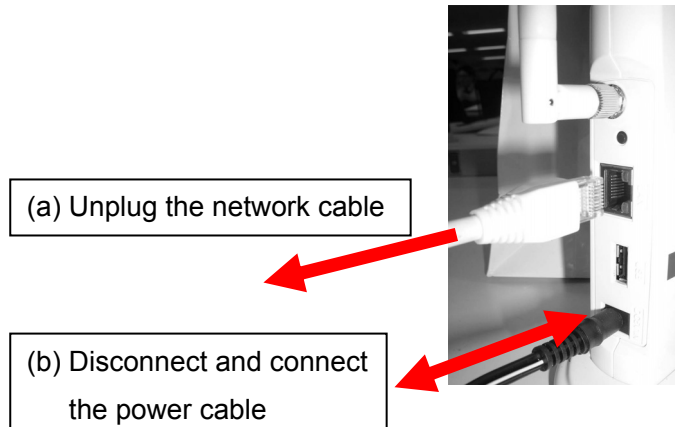 (a) Unplug the network cable
(b) Disconnect and connect
the power cable